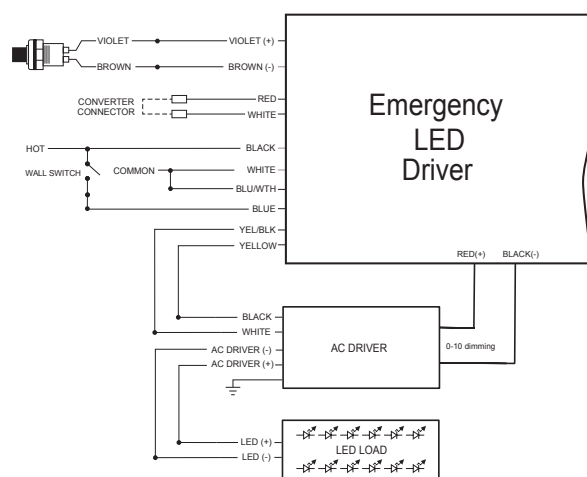 VIOLET
VIOLET (+)
BROWN
BROWN (-)
CONVERTER
CONNECTOR
RED
WHITE
Emergency
LED
Driver
HOT
BLACK
WALL SWITCH
COMMON
WHITE
BLU/WTH
BLUE
YEL/BLK
YELLOW
RED(+)
BLACK(-)
BLACK
WHITE
AC DRIVER (-)
AC DRIVER (+)
AC DRIVER
0-10 dimming
LED (+)
LED (-)
LED LOAD